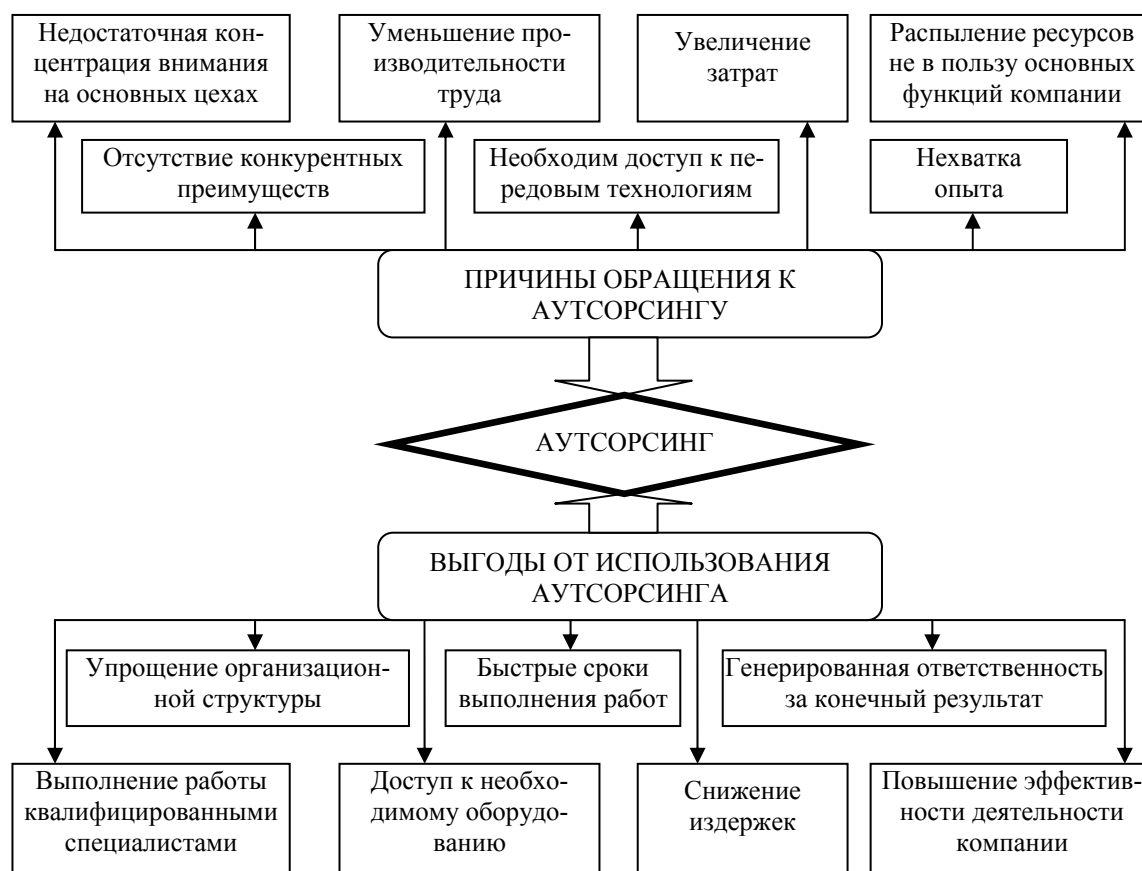 Недостаточная кон-
центрация внимания
на основных цехах
Уменьшение про-
изводительности
труда
Увеличение
затрат
Распыление ресурсов
не в пользу основных
функций компании
Отсутствие конкурентных
преимуществ
Необходим доступ к пе-
редовым технологиям
Нехватка
опыта
ПРИЧИНЫ ОБРАЩЕНИЯ К
АУТСОРСИНГУ
АУТСОРСИНГ
ВЫГОДЫ ОТ ИСПОЛЬЗОВАНИЯ
АУТСОРСИНГА
Упрощение организацион-
ной структуры
Быстрые сроки
выполнения работ
Генерированная ответственность
за конечный результат
Выполнение работы
квалифицированными
специалистами
Доступ к необхо-
димому оборудо-
ванию
Снижение
издержек
Повышение эффектив-
ности деятельности
компании